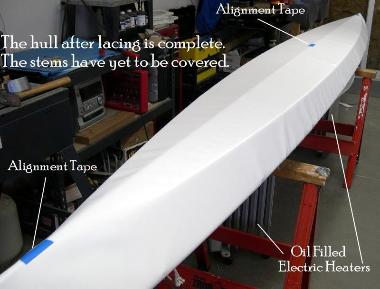 Alignment Tape
The hull after lacing is complete.
The stems have yet to be covered.
Alignment Tape
Oil Filled
Electric Heaters